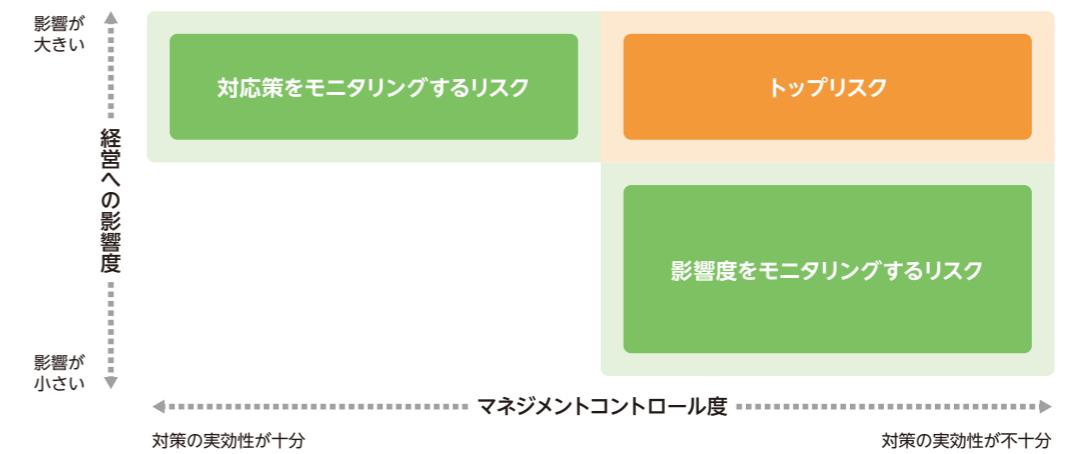 影響が
大きい
対応策をモニタリングするリスク
トップリスク
経営への影響度
影響度をモニタリングするリスク
影響が
小さい
マネジメントコントロール度
対策の実効性が十分
対策の実効性が不十分